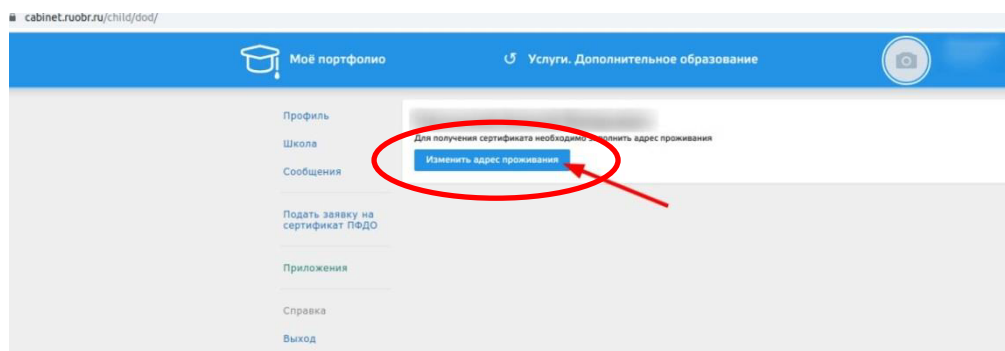 cabinet.ruobr.ru/child/dod/
Моё портфолио
Услуги. Дополнительное образование
Профиль
Школа
Сообщения
Подать заявку на
сертификат ПФДО
Приложения
Справка
Выход
Для получения сертификата необходимо заполнить адрес проживания
Изменить адрес проживания